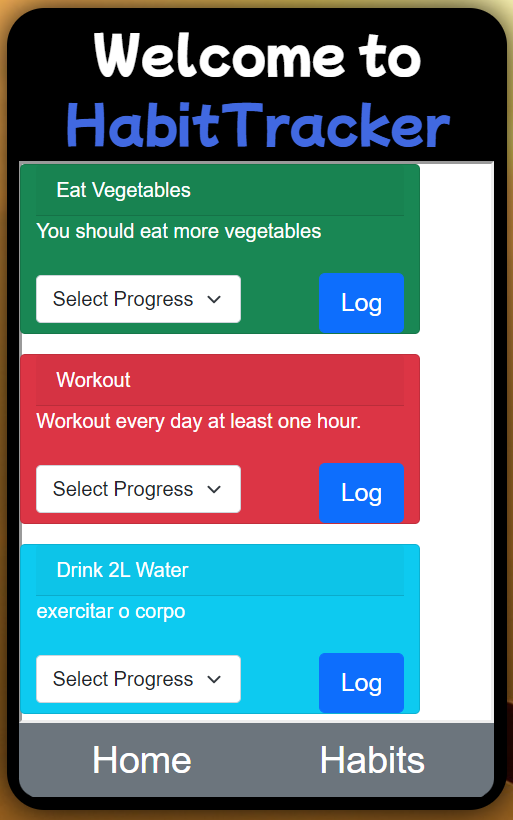 Welcome to
HabitTracker
Eat Vegetables
You should eat more vegetables
Select Progress
Log
Workout
Workout every day at least one hour.
Select Progress
Log
Drink 2L Water
exercitar o corpo
Select Progress
Log
Home
Habits